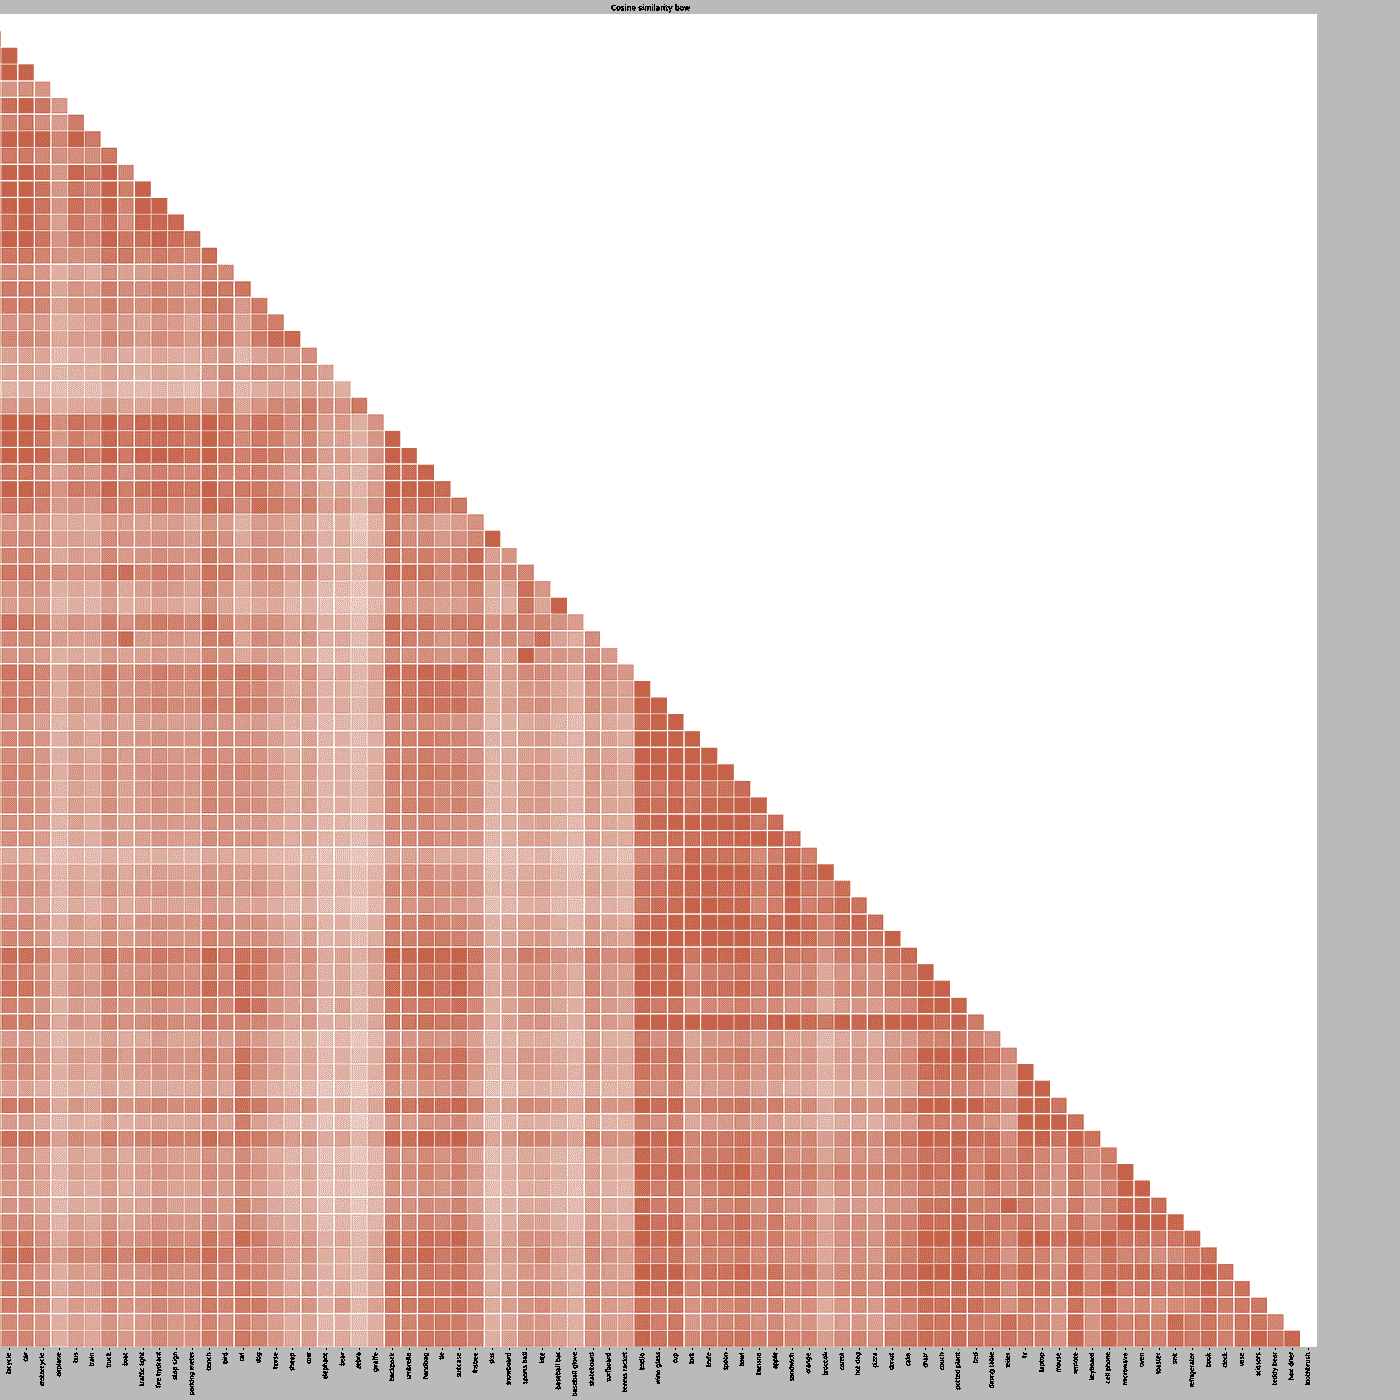 Cosine similarity bow
bicycle
car
motorcycle
airplane
bus
train
truck
boat
traffic light
fire hydrant
stop sign
parking meter
bench
bird
cat
dog
horse
sheep
cow
elephant
bear
zebra
giraffe
backpack
umbrella
handbag
tie
suitcase
frisbee
skis
snowboard
sports ball
kite
baseball bat
baseball glove
skateboard
surfboard
tennis racket
bottle
wine glass
cup
fork
knife
spoon
bowl
banana
apple
sandwich
orange
broccoli
carrot
hot dog
pizza
donut
cake
chair
couch
potted plant
bed
dining table
toilet
tv
laptop
mouse
remote
keyboard
cell phone
microwave
oven
toaster
sink
refrigerator
book
clock
vase
scissors
teddy bear
hair drier
toothbrush